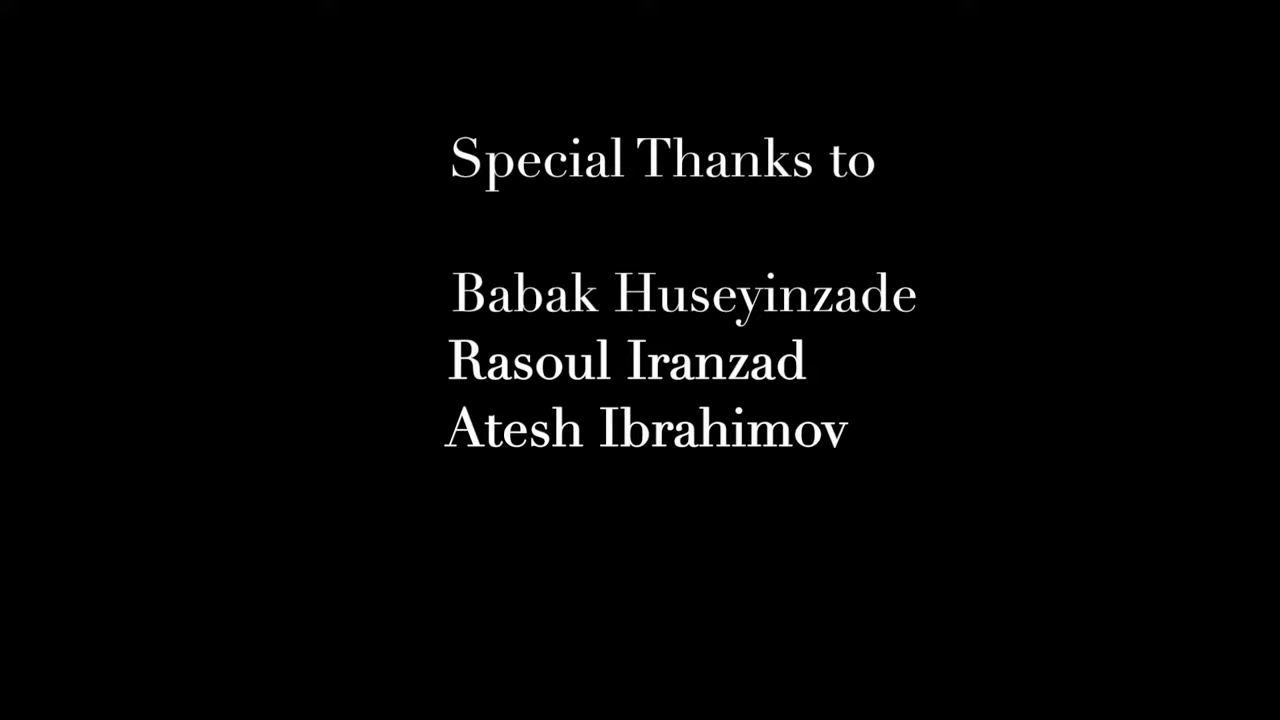 Special Thanks to
Babak Huseyinzade
Rasoul Iranzad
Atesh Ibrahimov